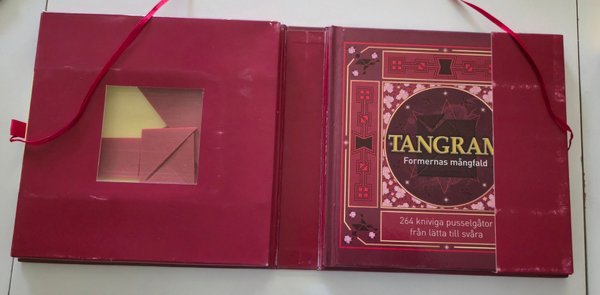 TANGRAM
Formernas mångfald
264 kniviga pusselgåtor
från lätta till svåra